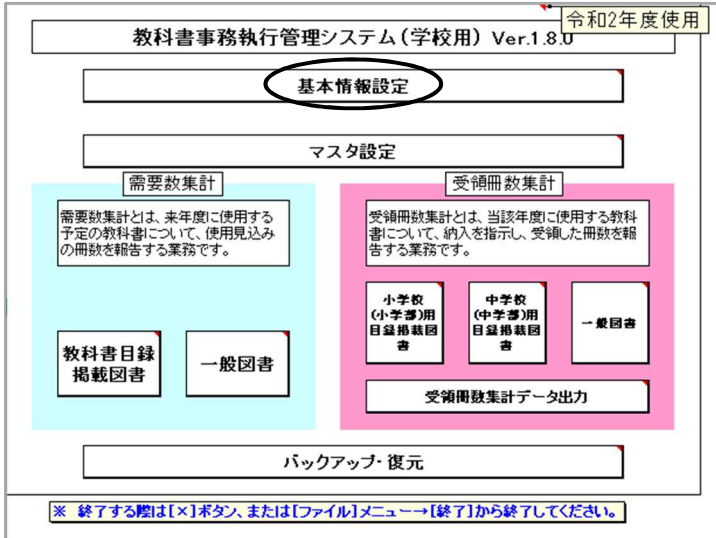 令和2年度使用
教科書事務執行管理システム(学校用) Ver.1.8.0
基本情報設定
マスタ設定
需要数集計
需要数集計とは、来年度に使用する
予定の教科書について、使用見込み
の冊数を報告する業務です。
教科書目録
掲載図書
一般図書
受領冊数集計
受領冊数集計とは、当該年度に使用する教科
書について、納入を指示し、受領した冊数を報
告する業務です。
小学校
(小学部)用
目録掲載図
書
中学校
(中学部)用
目録掲載図
書
一般図書
受領冊数集計データ出力
バックアップ・復元
※ 終了する際は[×]ボタン、または[ファイル]メニュー→[終了]から終了してください。